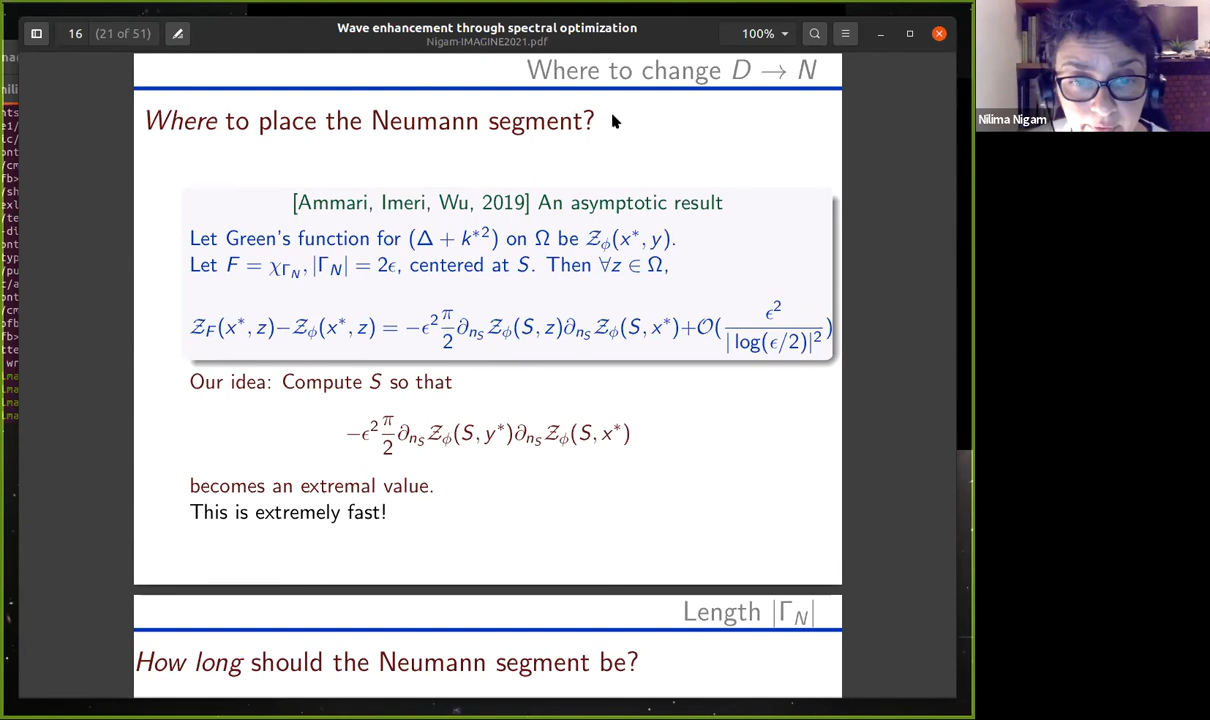 Wave enhancement through spectral optimization
Nigam-IMAGINE2021.pdf
16 (21 of 51)
100%
Where to change D → N
Where to place the Neumann segment?
Nilima Nigam
[Ammari, Imeri, Wu, 2019] An asymptotic result
Let Green's function for (Δ + k*²) on Ω be 𝒵_ϕ(x*, y).
Let F = χ_{Γ_N}, |Γ_N| = 2ϵ, centered at S. Then ∀z ∈ Ω,
𝒵_F(x*, z)−𝒵_ϕ(x*, z) = −ϵ² π/2 ∂_{n_S}𝒵_ϕ(S, z)∂_{n_S}𝒵_ϕ(S, x*)+𝒪(ϵ²/|log(ϵ/2)|²)
Our idea: Compute S so that
−ϵ² π/2 ∂_{n_S}𝒵_ϕ(S, y*)∂_{n_S}𝒵_ϕ(S, x*)
becomes an extremal value.
This is extremely fast!
Length |Γ_N|
How long should the Neumann segment be?